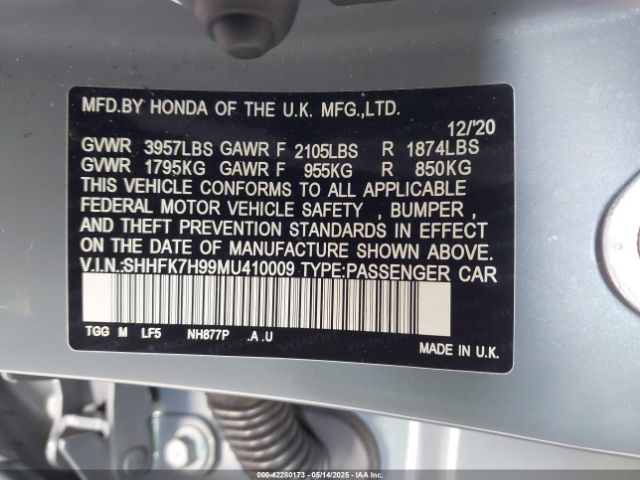 MFD.BY HONDA OF THE U.K. MFG.,LTD.
12/'20
GVWR 3957LBS GAWR F 2105LBS R 1874LBS
GVWR 1795KG GAWR F 955KG R 850KG
THIS VEHICLE CONFORMS TO ALL APPLICABLE
FEDERAL MOTOR VEHICLE SAFETY , BUMPER ,
AND THEFT PREVENTION STANDARDS IN EFFECT
ON THE DATE OF MANUFACTURE SHOWN ABOVE.
V.I.N.:SHHFK7H99MU410009 TYPE:PASSENGER CAR
TGG M LF5 NH877P .A .U
MADE IN U.K.
000-42280173 - 05/14/2025 - IAA Inc.